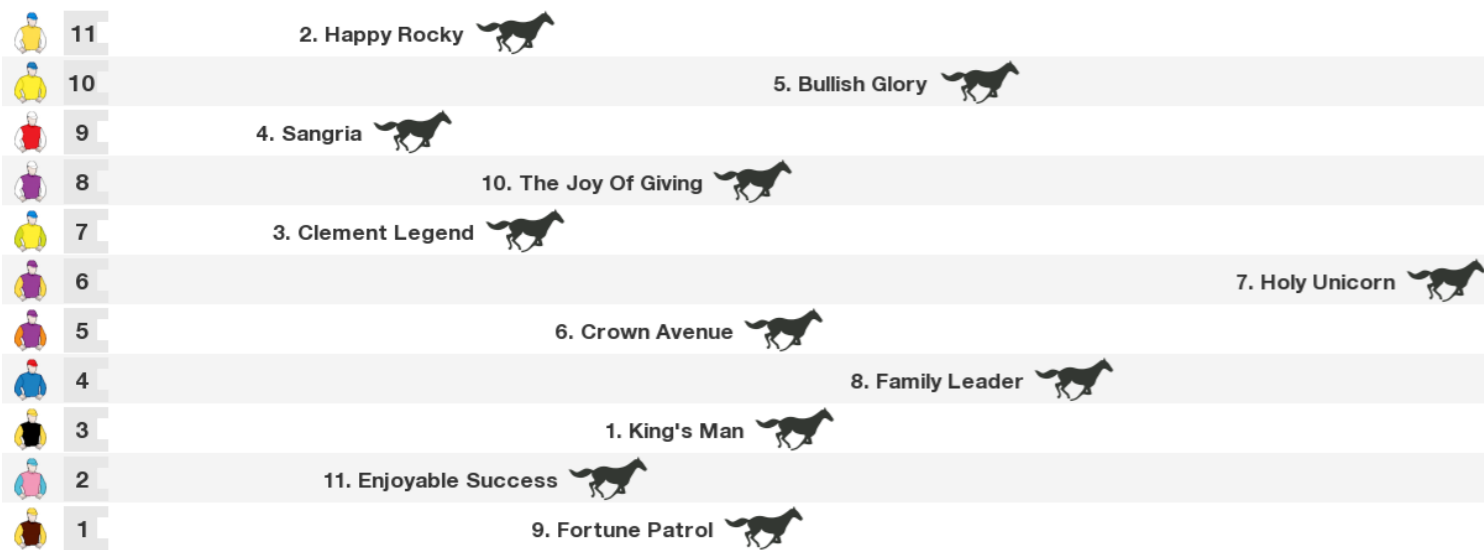 11 2. Happy Rocky
10 5. Bullish Glory
9 4. Sangria
8 10. The Joy Of Giving
7 3. Clement Legend
6 7. Holy Unicorn
5 6. Crown Avenue
4 8. Family Leader
3 1. King's Man
2 11. Enjoyable Success
1 9. Fortune Patrol